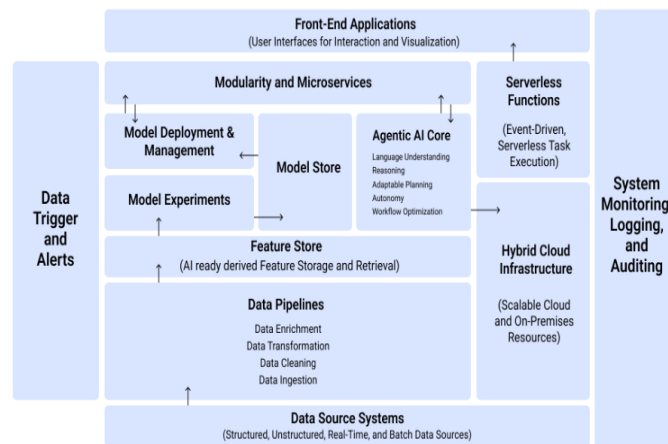 Front-End Applications
(User Interfaces for Interaction and Visualization)
Data
Trigger
and
Alerts
Modularity and Microservices
Model Deployment &
Management
Model Experiments
Model Store
Agentic AI Core
Language Understanding
Reasoning
Adaptable Planning
Autonomy
Workflow Optimization
Feature Store
(AI ready derived Feature Storage and Retrieval)
Data Pipelines
Data Enrichment
Data Transformation
Data Cleaning
Data Ingestion
Data Source Systems
(Structured, Unstructured, Real-Time, and Batch Data Sources)
Serverless
Functions
(Event-Driven,
Serverless Task
Execution)
Hybrid Cloud
Infrastructure
(Scalable Cloud
and On-Premises
Resources)
System
Monitoring
Logging,
and
Auditing